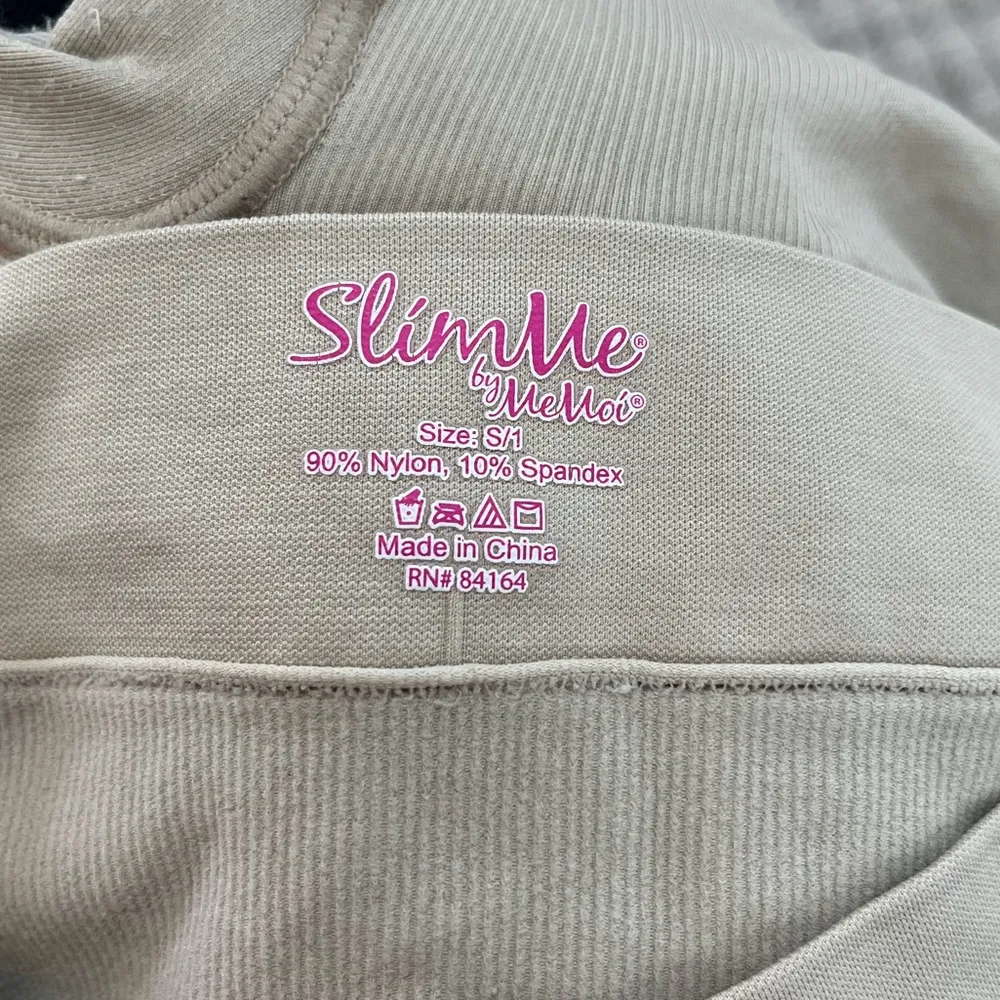 SlimMe®
by MeMoi®
Size: S/1
90% Nylon, 10% Spandex
Made in China
RN# 84164